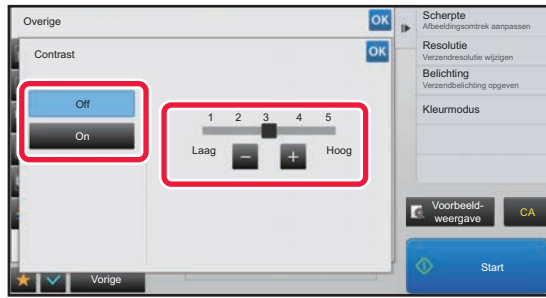 Overige
OK
Contrast
OK
Off
On
1 2 3 4 5
Laag
−
+
Hoog
Vorige
Scherpte
Afbeeldingsomtrek aanpassen
Resolutie
Verzendresolutie wijzigen
Belichting
Verzendbelichting opgeven
Kleurmodus
Voorbeeld-
weergave
CA
Start